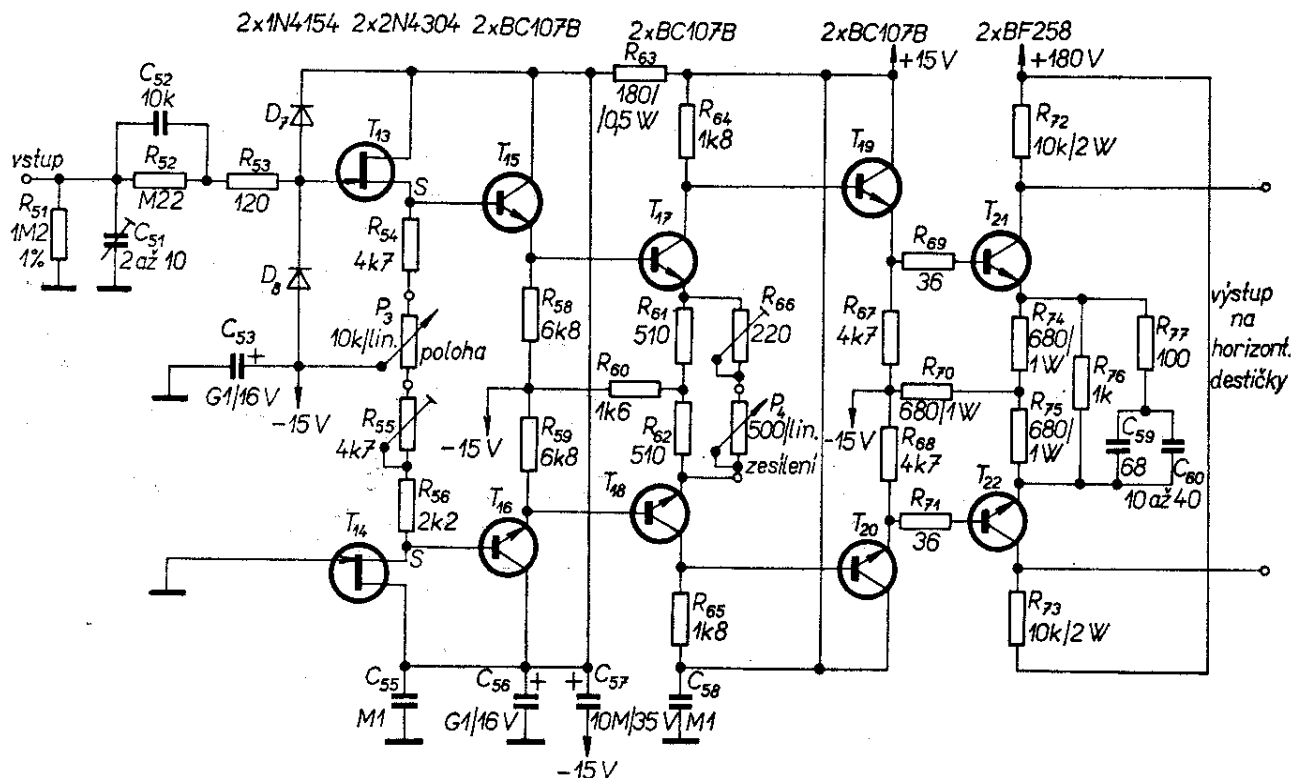 2x1N4154 2x2N4304 2xBC107B 2xBC107B 2xBC107B 2xBF258
+15V
+180V
C52
10k
D7
T13
R63
180/
/0,5W
R64
1k8
T19
R72
10k/2W
vstup
R52
M22
R53
120
T15
S
R51
1M2
1%
C51
2 až 10
R54
4k7
T17
R69
36
T21
D8
P3
10k/lin.
poloha
R58
6k8
R61
510
R66
220
R67
4k7
R74
680/
1W
R77
100
výstup
na
horizont.
destičky
C53
G1/16V
-15V
R60
1k6
R70
680/1W
R76
1k
R55
4k7
-15V
R59
6k8
R62
510
P4
500/lin.
zesílení
-15V
R68
4k7
R75
680/
1W
C59
68
C60
10 až 40
R56
2k2
T14
S
T16
T18
T20
R71
36
T22
R65
1k8
R73
10k/2W
C55
M1
C56
G1/16V
C57
10M/35V
C58
M1
-15V